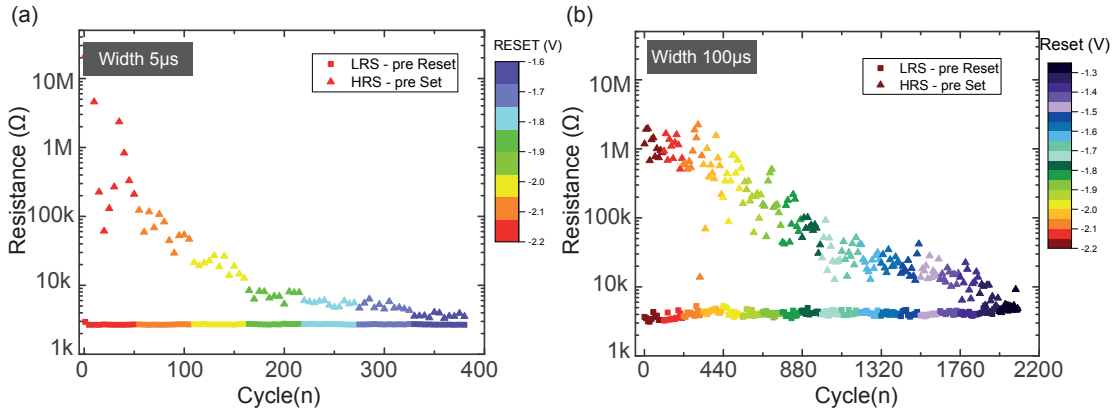 (a)
Width 5μs
LRS - pre Reset
HRS - pre Set
RESET (V)
-1.6
-1.7
-1.8
-1.9
-2.0
-2.1
-2.2
10M
1M
100k
10k
1k
Resistance (Ω)
0 100 200 300 400
Cycle(n)
(b)
Width 100μs
LRS - pre Reset
HRS - pre Set
Reset (V)
-1.3
-1.4
-1.5
-1.6
-1.7
-1.8
-1.9
-2.0
-2.1
-2.2
10M
1M
100k
10k
1k
Resistance (Ω)
0 440 880 1320 1760 2200
Cycle(n)